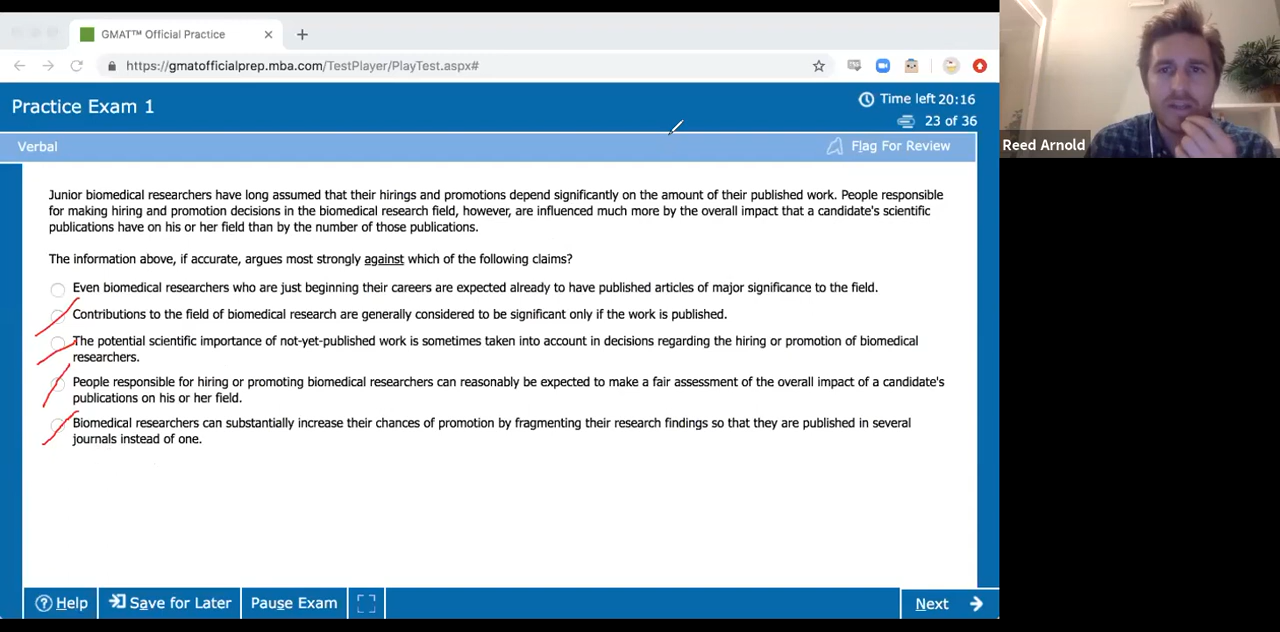 GMAT™ Official Practice
https://gmatofficialprep.mba.com/TestPlayer/PlayTest.aspx#
Practice Exam 1
Time left 20:16
23 of 36
Verbal
Flag For Review
Reed Arnold
Junior biomedical researchers have long assumed that their hirings and promotions depend significantly on the amount of their published work. People responsible
for making hiring and promotion decisions in the biomedical research field, however, are influenced much more by the overall impact that a candidate's scientific
publications have on his or her field than by the number of those publications.
The information above, if accurate, argues most strongly against which of the following claims?
Even biomedical researchers who are just beginning their careers are expected already to have published articles of major significance to the field.
Contributions to the field of biomedical research are generally considered to be significant only if the work is published.
The potential scientific importance of not-yet-published work is sometimes taken into account in decisions regarding the hiring or promotion of biomedical
researchers.
People responsible for hiring or promoting biomedical researchers can reasonably be expected to make a fair assessment of the overall impact of a candidate's
publications on his or her field.
Biomedical researchers can substantially increase their chances of promotion by fragmenting their research findings so that they are published in several
journals instead of one.
Help
Save for Later
Pause Exam
Next